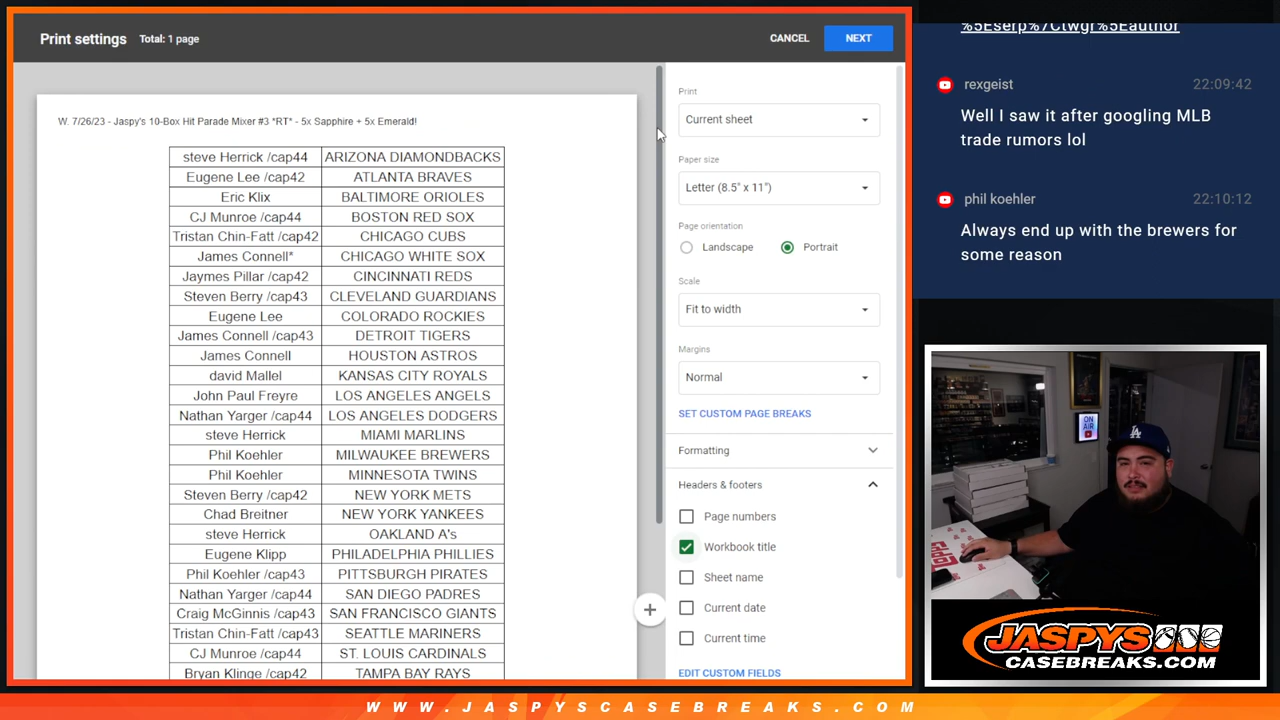 Print settings Total: 1 page CANCEL NEXT
W. 7/26/23 - Jaspy's 10-Box Hit Parade Mixer #3 *RT* - 5x Sapphire + 5x Emerald!
steve Herrick /cap44 ARIZONA DIAMONDBACKS
Eugene Lee /cap42 ATLANTA BRAVES
Eric Klix BALTIMORE ORIOLES
CJ Munroe /cap44 BOSTON RED SOX
Tristan Chin-Fatt /cap42 CHICAGO CUBS
James Connell* CHICAGO WHITE SOX
Jaymes Pillar /cap42 CINCINNATI REDS
Steven Berry /cap43 CLEVELAND GUARDIANS
Eugene Lee COLORADO ROCKIES
James Connell /cap43 DETROIT TIGERS
James Connell HOUSTON ASTROS
david Mallel KANSAS CITY ROYALS
John Paul Freyre LOS ANGELES ANGELS
Nathan Yarger /cap44 LOS ANGELES DODGERS
steve Herrick MIAMI MARLINS
Phil Koehler MILWAUKEE BREWERS
Phil Koehler MINNESOTA TWINS
Steven Berry /cap42 NEW YORK METS
Chad Breitner NEW YORK YANKEES
steve Herrick OAKLAND A's
Eugene Klipp PHILADELPHIA PHILLIES
Phil Koehler /cap43 PITTSBURGH PIRATES
Nathan Yarger /cap44 SAN DIEGO PADRES
Craig McGinnis /cap43 SAN FRANCISCO GIANTS
Tristan Chin-Fatt /cap43 SEATTLE MARINERS
CJ Munroe /cap44 ST. LOUIS CARDINALS
Bryan Klinge /cap42 TAMPA BAY RAYS
Print
Current sheet
Paper size
Letter (8.5" x 11")
Page orientation
Landscape Portrait
Scale
Fit to width
Margins
Normal
SET CUSTOM PAGE BREAKS
Formatting
Headers & footers
Page numbers
Workbook title
Sheet name
Current date
Current time
EDIT CUSTOM FIELDS
%5Eserp%7Ctwgr%5Eauthor
rexgeist 22:09:42
Well I saw it after googling MLB
trade rumors lol
phil koehler 22:10:12
Always end up with the brewers for
some reason
ON
AIR
LA
JASPYS
CASEBREAKS.COM
WWW.JASPYSCASEBREAKS.COM